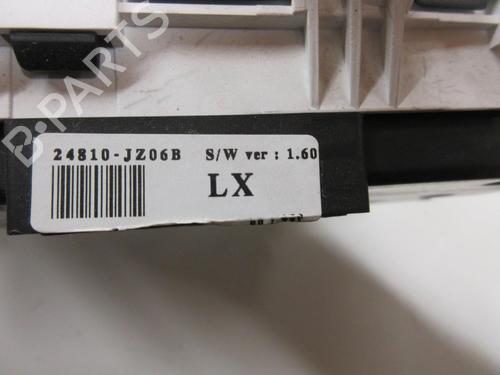 B-PARTS
24810-JZ06B S/W ver : 1.60
LX